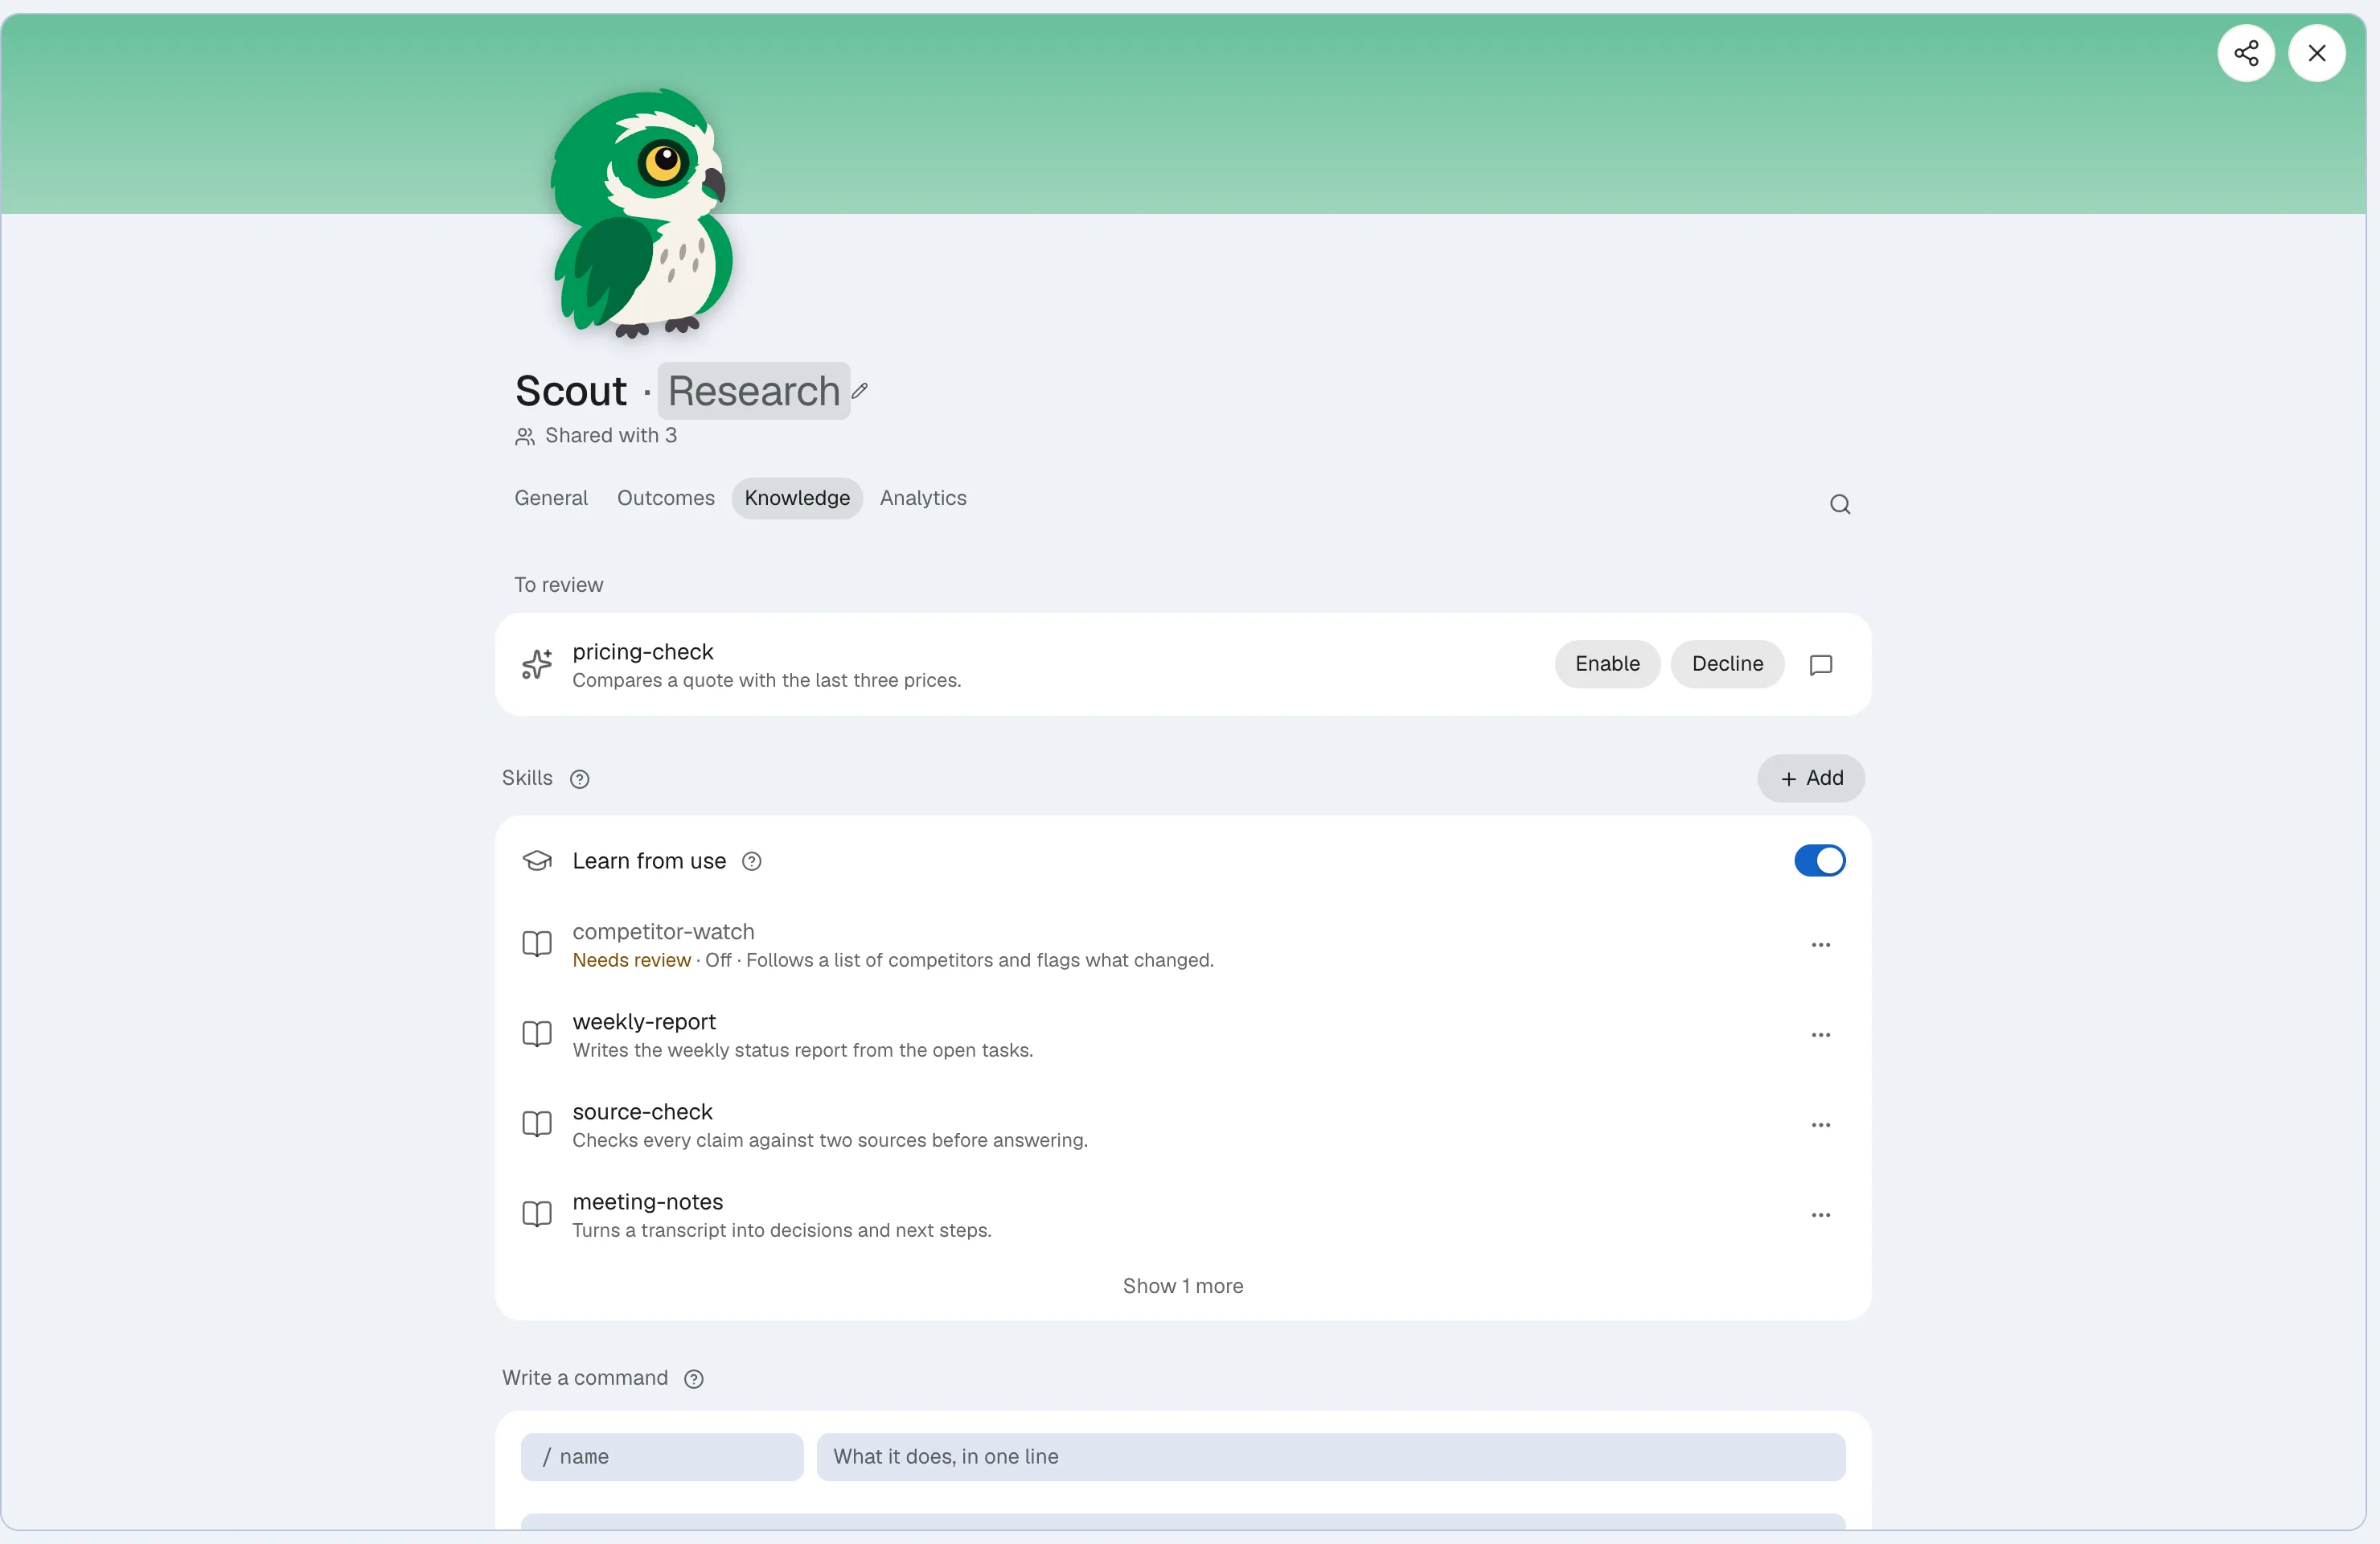 Scout · Research
Shared with 3
General Outcomes Knowledge Analytics
To review
pricing-check
Compares a quote with the last three prices.
Enable Decline
Skills
+ Add
Learn from use
competitor-watch
Needs review · Off · Follows a list of competitors and flags what changed.
weekly-report
Writes the weekly status report from the open tasks.
source-check
Checks every claim against two sources before answering.
meeting-notes
Turns a transcript into decisions and next steps.
Show 1 more
Write a command
/ name
What it does, in one line